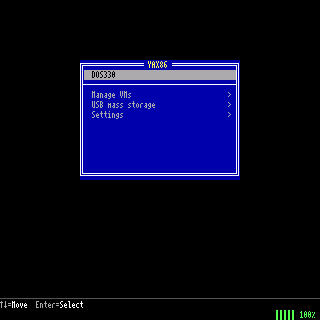 YAX86
DOS330
Manage VMs >
USB mass storage >
Settings >
↑↓=Move Enter=Select
100%